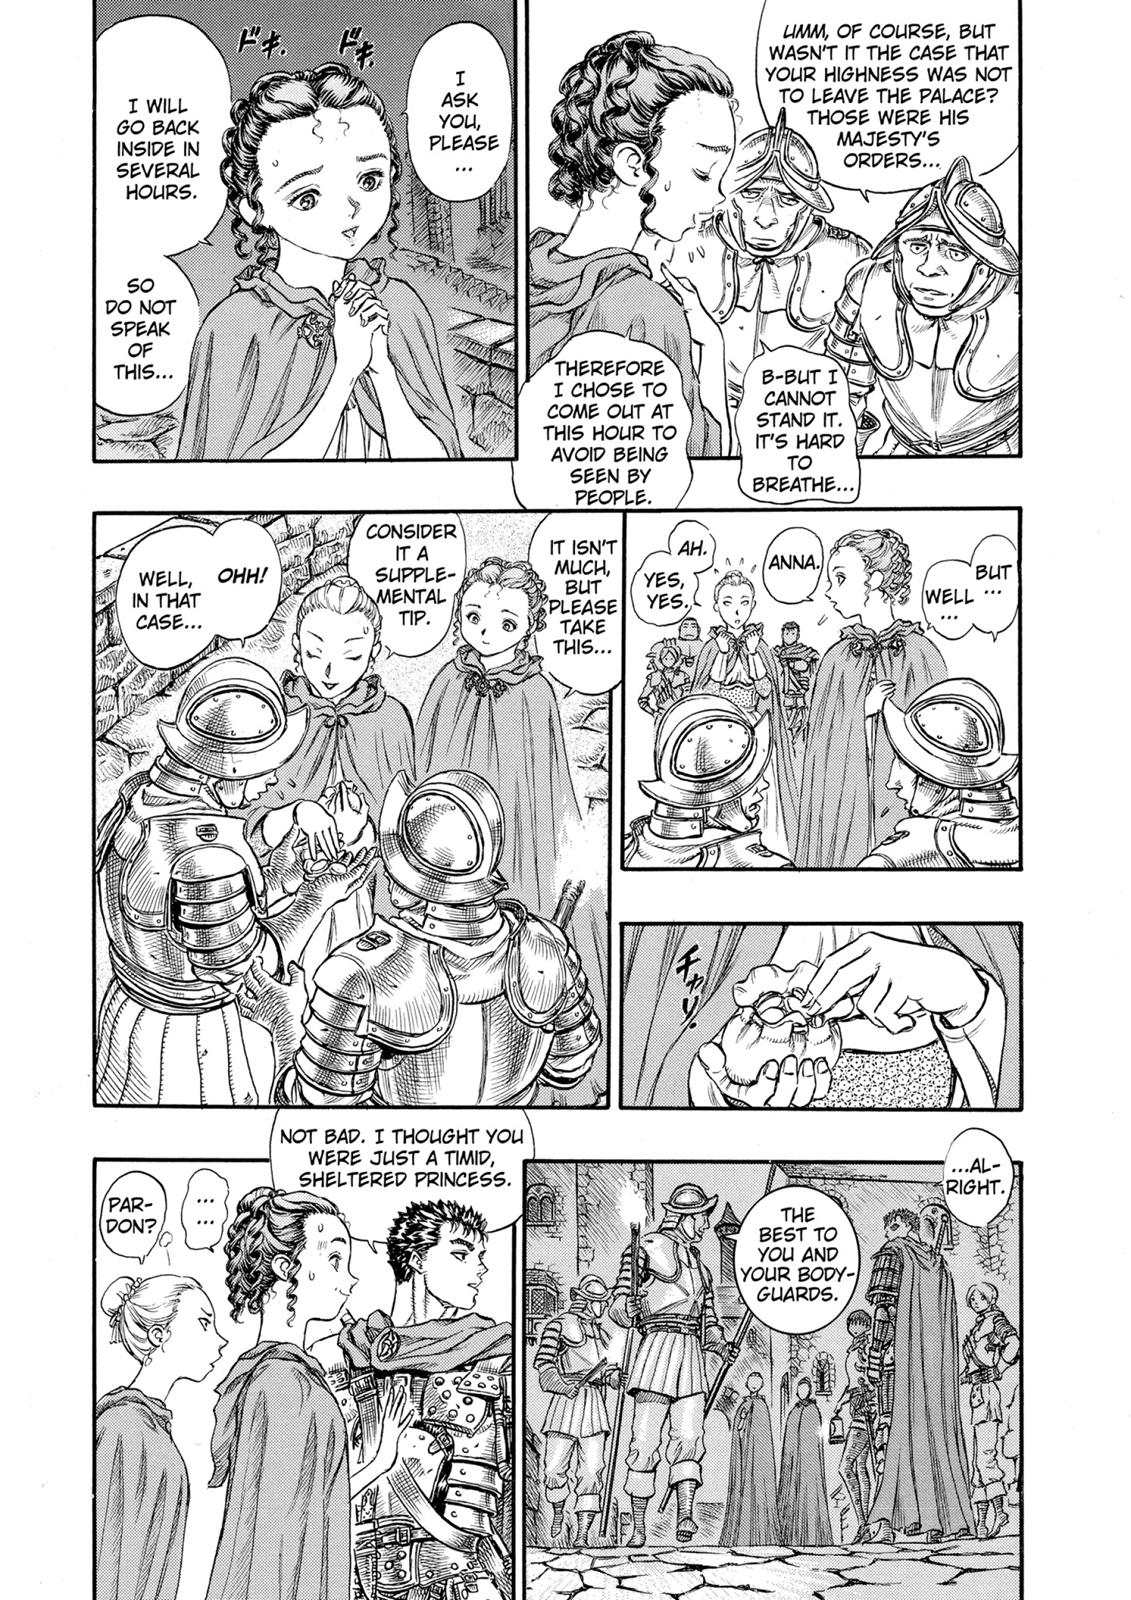 UMM, OF COURSE, BUT
WASN'T IT THE CASE THAT
YOUR HIGHNESS WAS NOT
TO LEAVE THE PALACE?
THOSE WERE HIS
MAJESTY'S
ORDERS...
B-BUT I
CANNOT
STAND IT.
IT'S HARD
TO
BREATHE...
THEREFORE
I CHOSE TO
COME OUT AT
THIS HOUR TO
AVOID BEING
SEEN BY
PEOPLE.
I
ASK
YOU,
PLEASE
...
ドキ.
ドキ.
I WILL
GO BACK
INSIDE IN
SEVERAL
HOURS.
SO
DO NOT
SPEAK
OF
THIS...
BUT
...
WELL
...
ANNA.
AH.
YES,
YES.
チャリ.
IT ISN'T
MUCH,
BUT
PLEASE
TAKE
THIS...
CONSIDER
IT A
SUPPLE-
MENTAL
TIP.
OHH!
WELL,
IN THAT
CASE...
...AL-
RIGHT.
THE
BEST TO
YOU AND
YOUR BODY-
GUARDS.
NOT BAD. I THOUGHT YOU
WERE JUST A TIMID,
SHELTERED PRINCESS.
...
...
PAR-
DON?